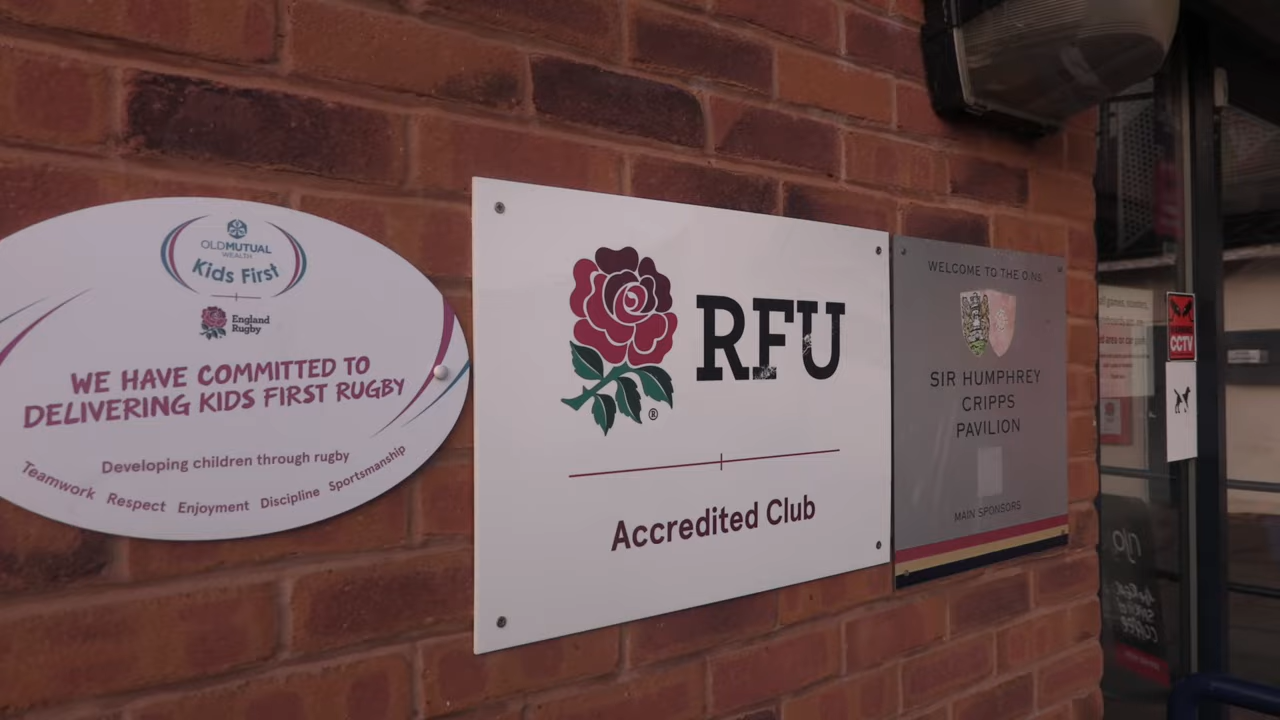 OLDMUTUAL
WEALTH
Kids First
England
Rugby
WE HAVE COMMITTED TO
DELIVERING KIDS FIRST RUGBY
Developing children through rugby
Teamwork Respect Enjoyment Discipline Sportsmanship
RFU
®
Accredited Club
WELCOME TO THE O.Ns
SIR HUMPHREY
CRIPPS
PAVILION
MAIN SPONSORS
CCTV